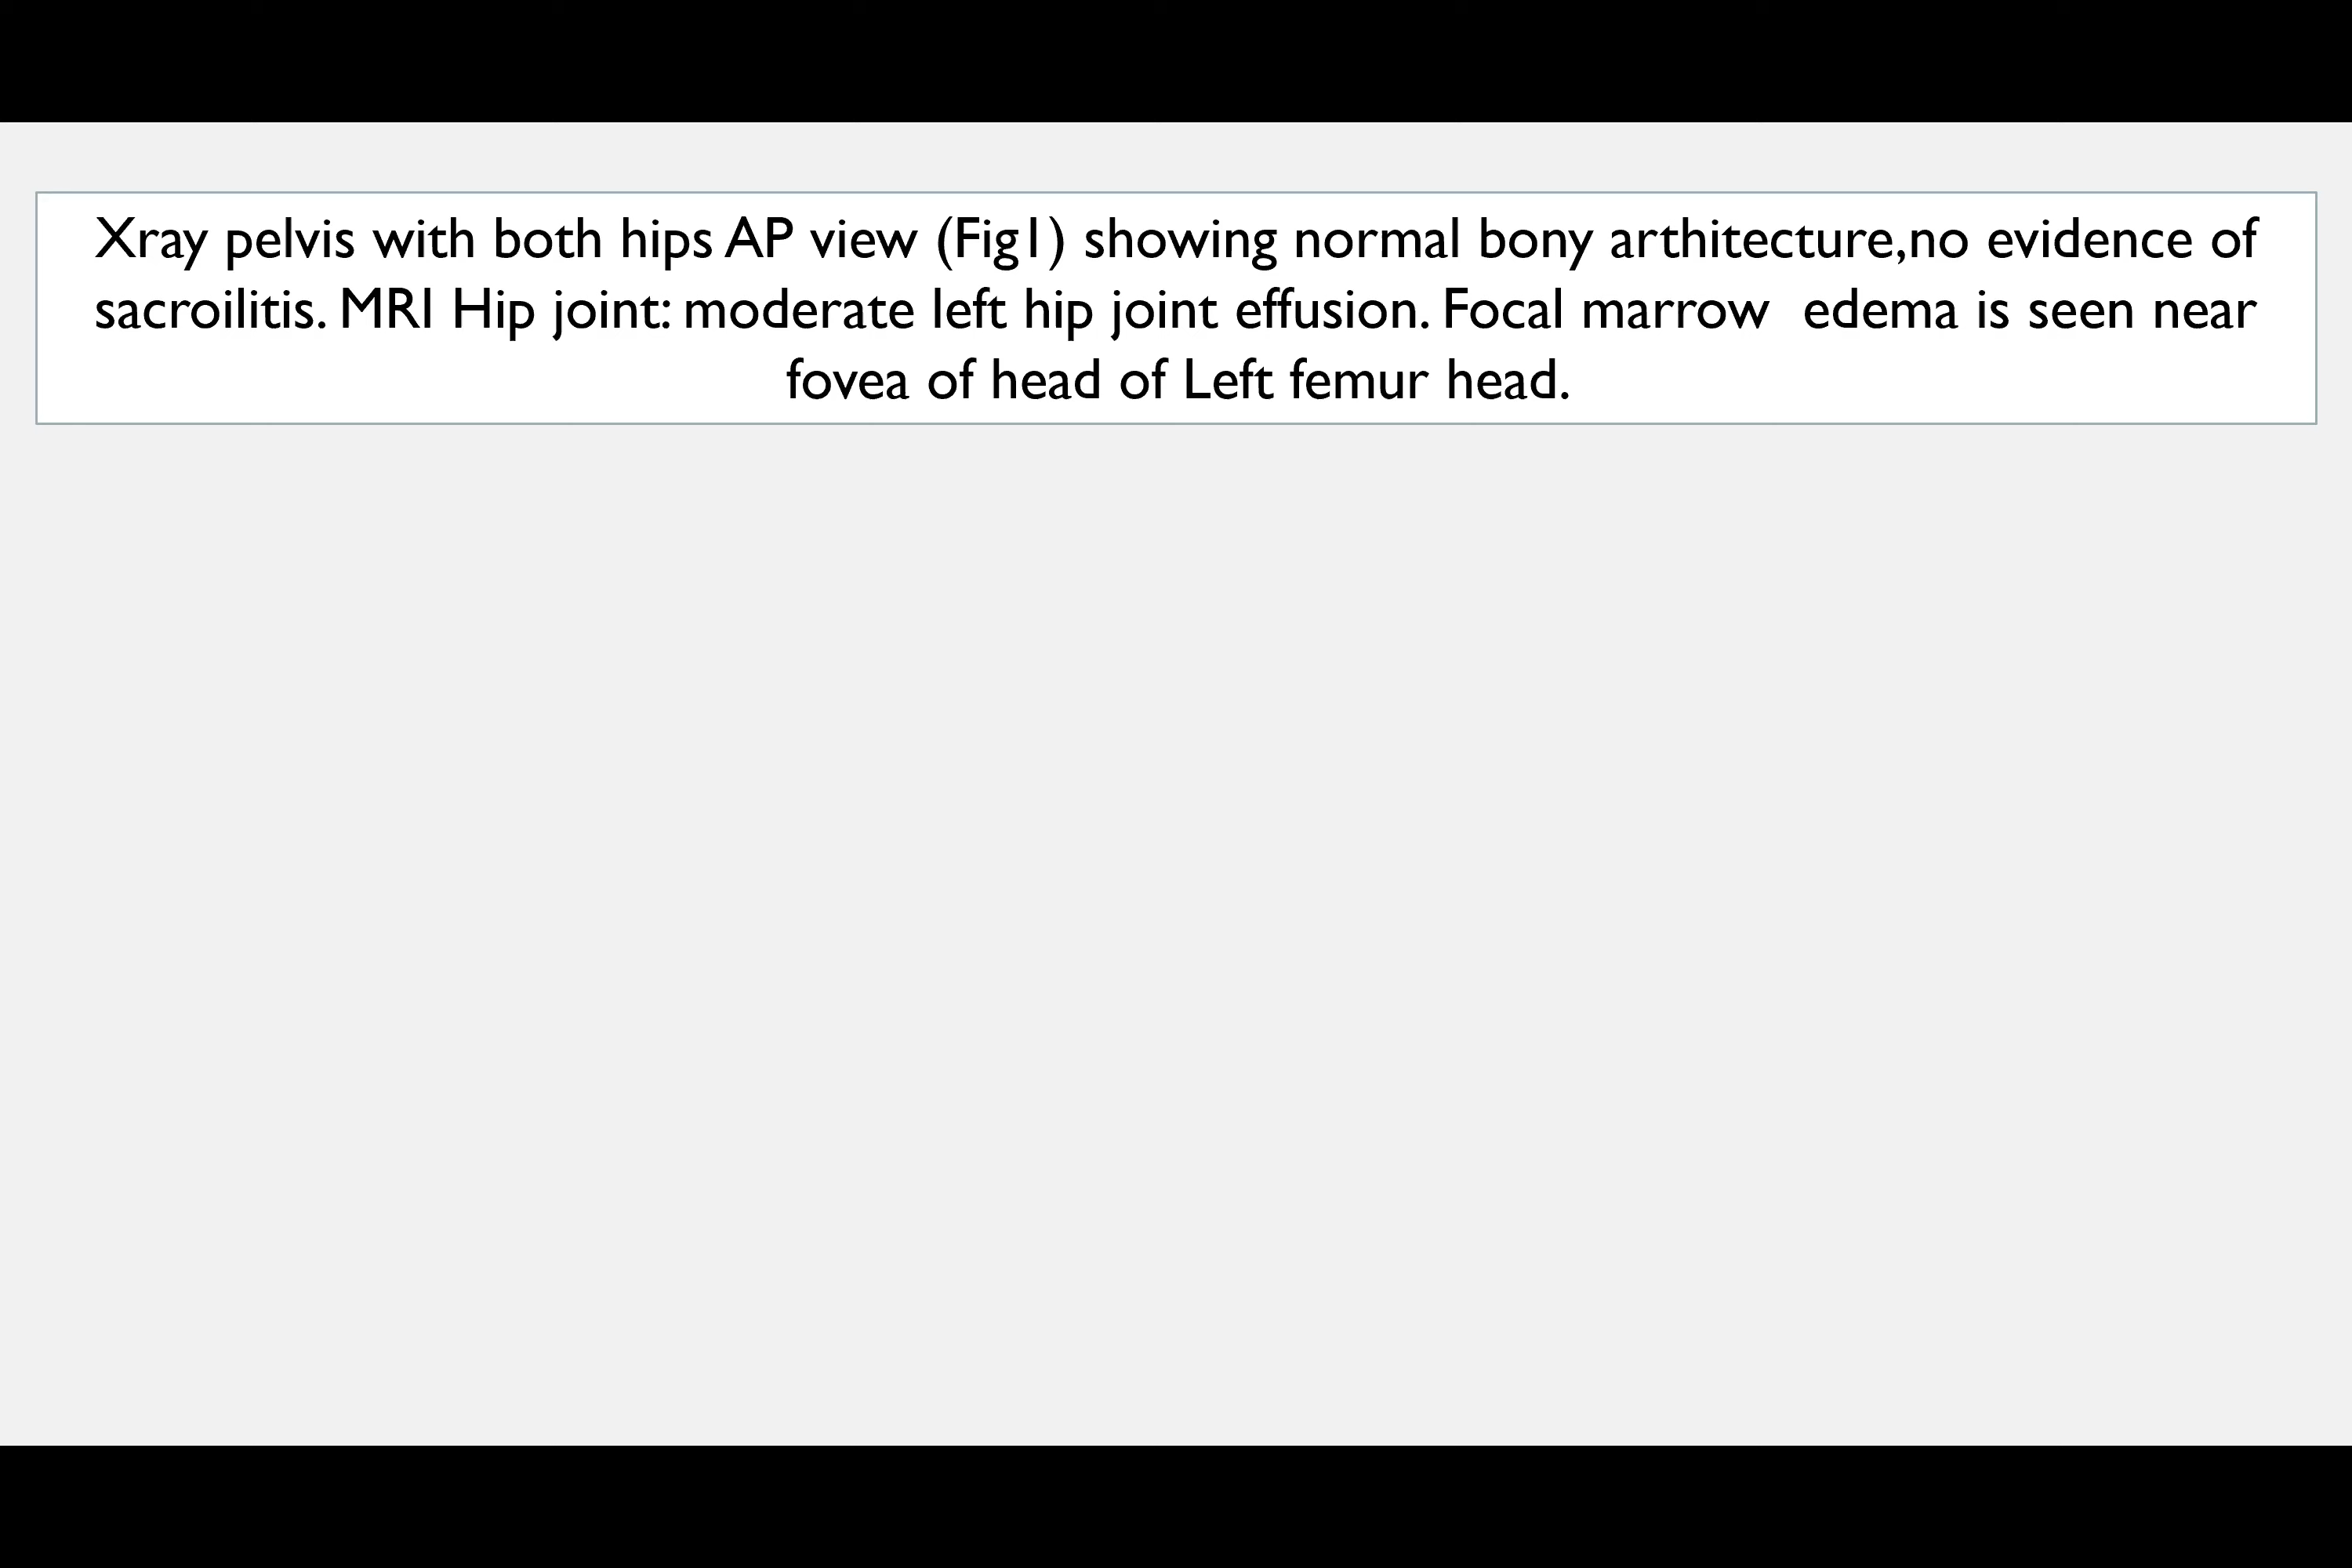 Xray pelvis with both hips AP view (Fig1) showing normal bony arthitecture,no evidence of
sacroilitis. MRI Hip joint: moderate left hip joint effusion. Focal marrow edema is seen near
fovea of head of Left femur head.